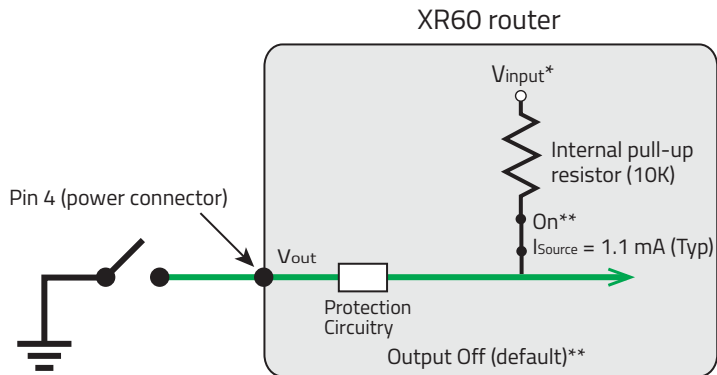 XR60 router
Vinput*
Internal pull-up
resistor (10K)
Pin 4 (power connector)
On**
Vout
ISource = 1.1 mA (Typ)
Protection
Circuitry
Output Off (default)**